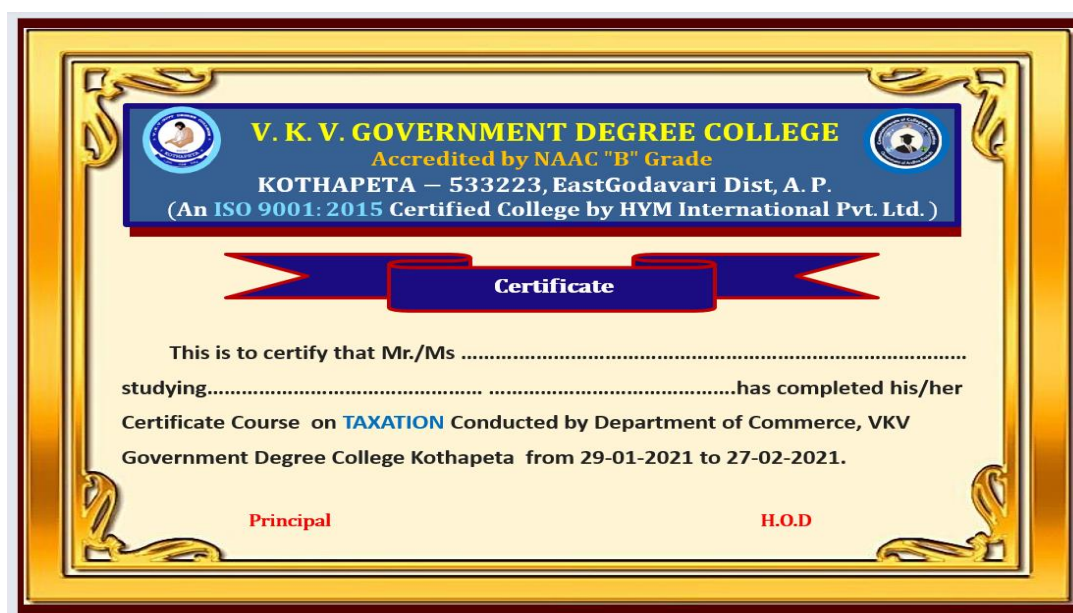 V. K. V. GOVERNMENT DEGREE COLLEGE
Accredited by NAAC "B" Grade
KOTHAPETA – 533223, EastGodavari Dist, A. P.
(An ISO 9001: 2015 Certified College by HYM International Pvt. Ltd. )
Certificate
This is to certify that Mr./Ms ......................................................................................
studying............................................... ..........................................has completed his/her
Certificate Course on TAXATION Conducted by Department of Commerce, VKV
Government Degree College Kothapeta from 29-01-2021 to 27-02-2021.
Principal H.O.D